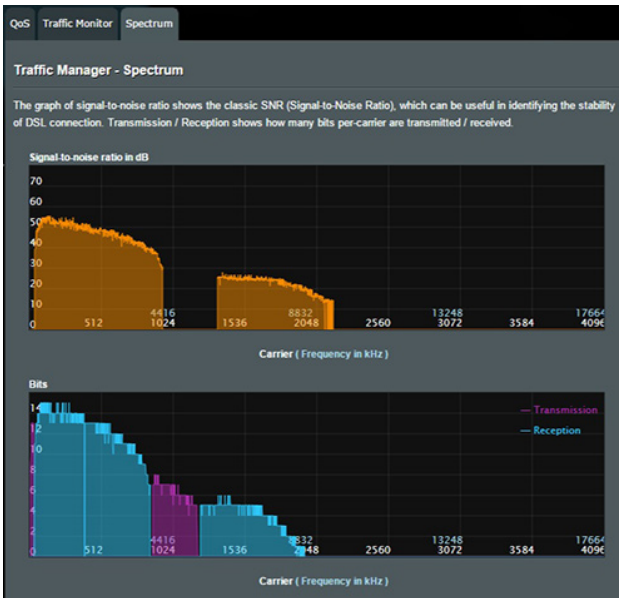 QoS Traffic Monitor Spectrum
Traffic Manager - Spectrum
The graph of signal-to-noise ratio shows the classic SNR (Signal-to-Noise Ratio), which can be useful in identifying the stability
of DSL connection. Transmission / Reception shows how many bits per-carrier are transmitted / received.
Signal-to-noise ratio in dB
70
60
50
40
30
20
10
4416 8832 13248 17664
0 512 1024 1536 2048 2560 3072 3584 4096
Carrier ( Frequency in kHz )
Bits
14
Transmission
12
Reception
10
8
6
4
2
4416 8832 13248 17664
0 512 1024 1536 2048 2560 3072 3584 4096
Carrier ( Frequency in kHz )